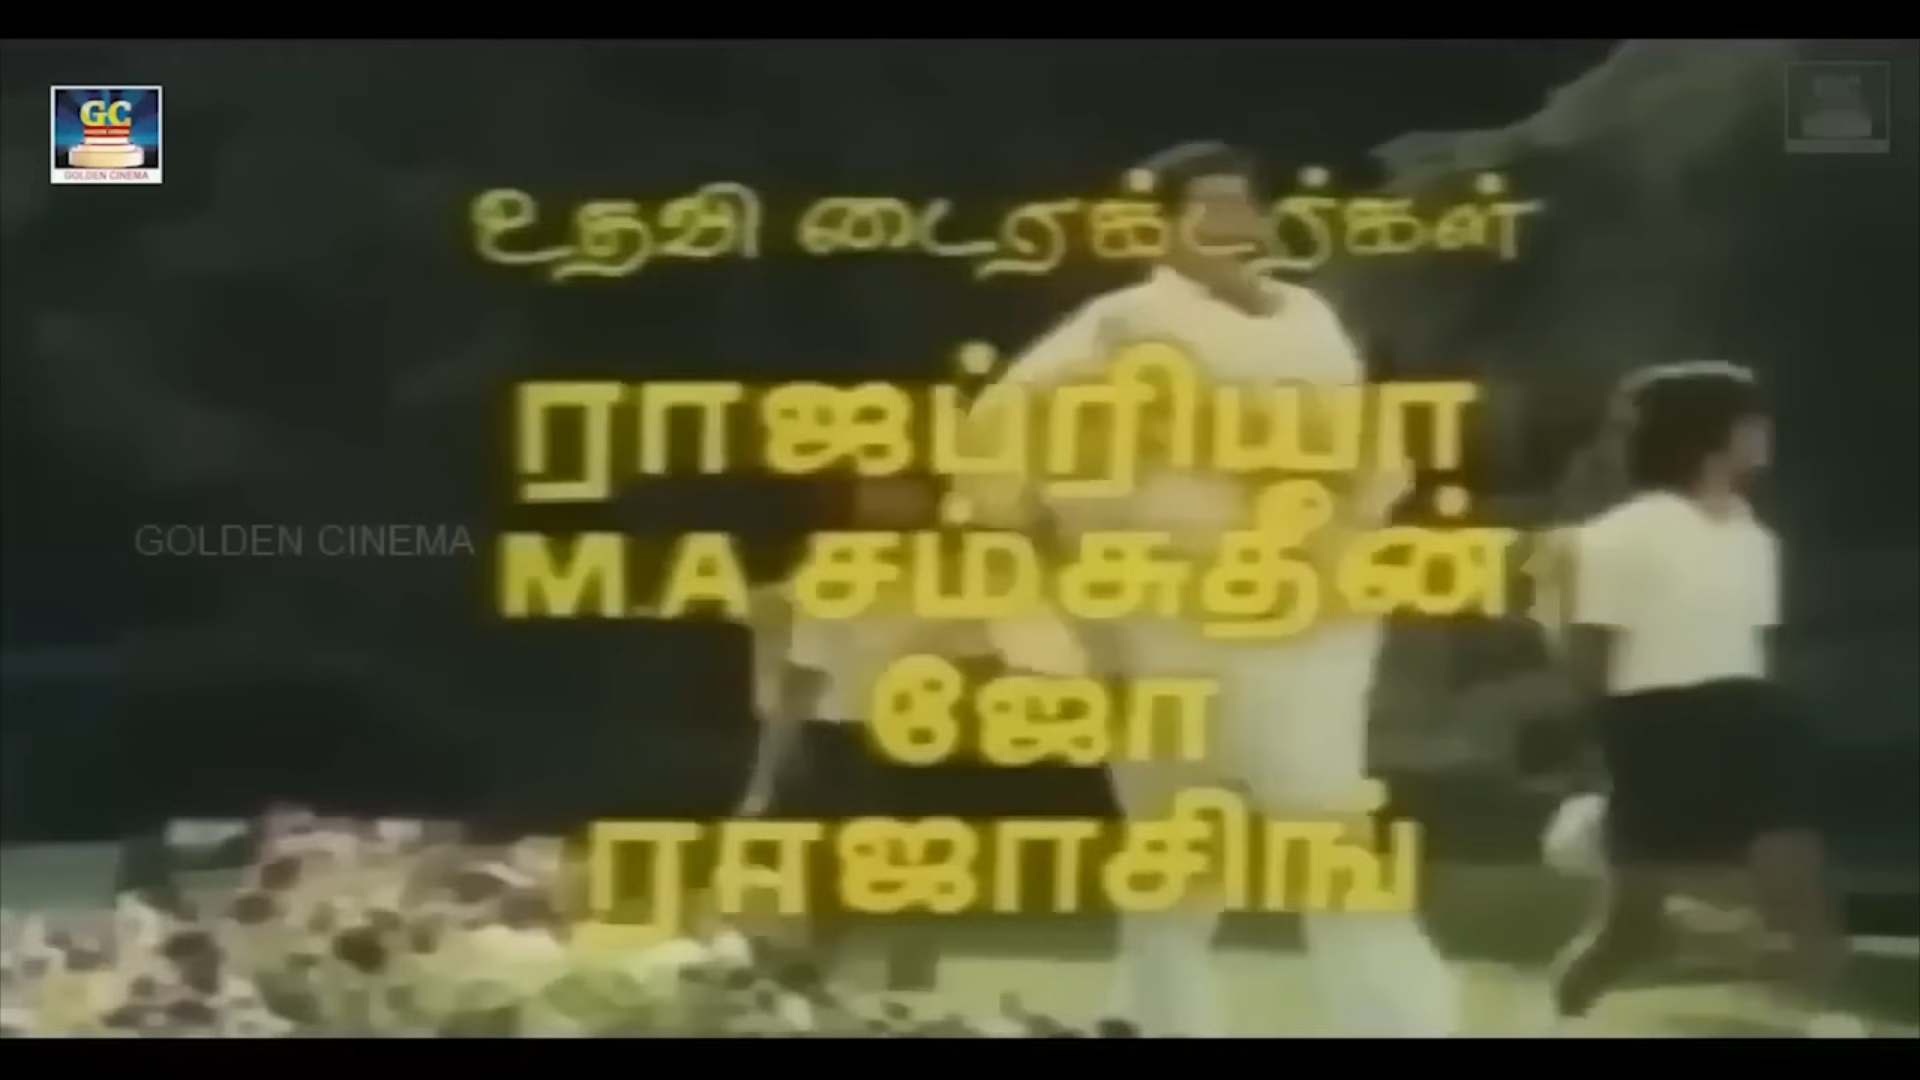 GC
GOLDEN CINEMA
உதவி டைரக்டர்கள்
ராஜப்ரியா
M.A சம்சுதீன்
GOLDEN CINEMA
ஜோ
ராஜாசிங்